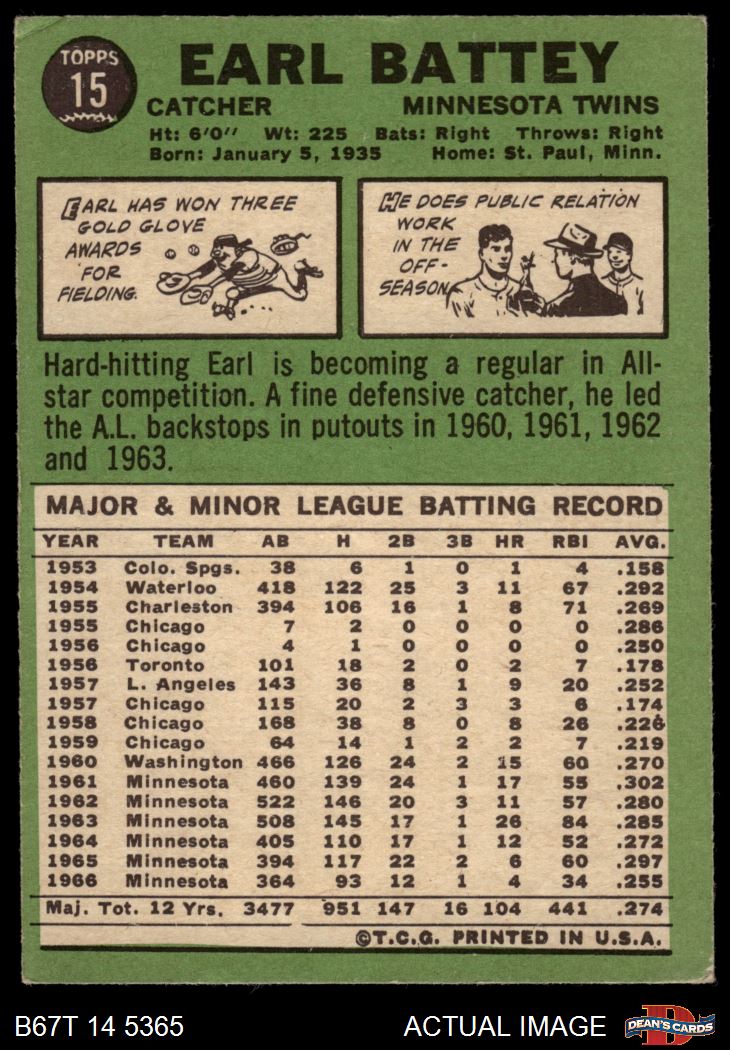 TOPPS
15
EARL BATTEY
CATCHER MINNESOTA TWINS
Ht: 6'0" Wt: 225 Bats: Right Throws: Right
Born: January 5, 1935 Home: St. Paul, Minn.
EARL HAS WON THREE
GOLD GLOVE
AWARDS
FOR
FIELDING.
HE DOES PUBLIC RELATION
WORK
IN THE
OFF-
SEASON
Hard-hitting Earl is becoming a regular in All-
star competition. A fine defensive catcher, he led
the A.L. backstops in putouts in 1960, 1961, 1962
and 1963.
MAJOR & MINOR LEAGUE BATTING RECORD
YEAR TEAM AB H 2B 3B HR RBI AVG.
1953 Colo. Spgs. 38 6 1 0 1 4 .158
1954 Waterloo 418 122 25 3 11 67 .292
1955 Charleston 394 106 16 1 8 71 .269
1955 Chicago 7 2 0 0 0 0 .286
1956 Chicago 4 1 0 0 0 0 .250
1956 Toronto 101 18 2 0 2 7 .178
1957 L. Angeles 143 36 8 1 9 20 .252
1957 Chicago 115 20 2 3 3 6 .174
1958 Chicago 168 38 8 0 8 26 .226
1959 Chicago 64 14 1 2 2 7 .219
1960 Washington 466 126 24 2 15 60 .270
1961 Minnesota 460 139 24 1 17 55 .302
1962 Minnesota 522 146 20 3 11 57 .280
1963 Minnesota 508 145 17 1 26 84 .285
1964 Minnesota 405 110 17 1 12 52 .272
1965 Minnesota 394 117 22 2 6 60 .297
1966 Minnesota 364 93 12 1 4 34 .255
Maj. Tot. 12 Yrs. 3477 951 147 16 104 441 .274
©T.C.G. PRINTED IN U.S.A.
B67T 14 5365 ACTUAL IMAGE
D
DEAN'S CARDS